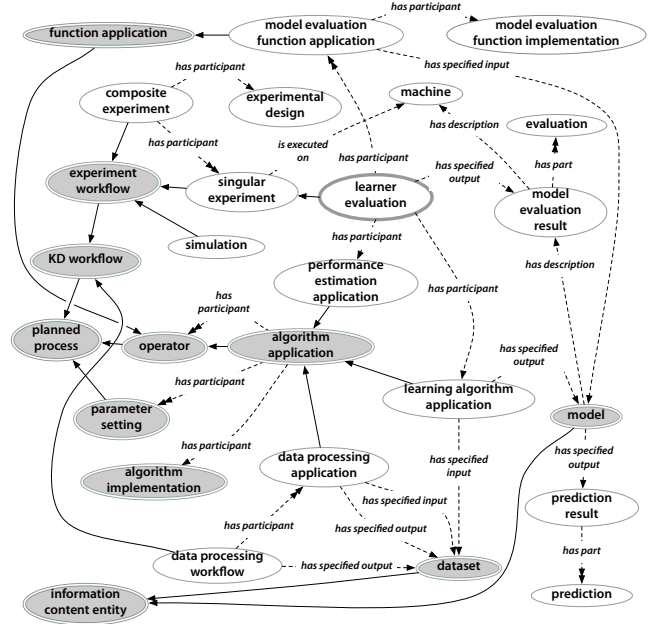 has participant
function application
model evaluation
function application
model evaluation
function implementation
has specified input
composite
experiment
has participant
experimental
design
machine
has participant
is executed
on
has participant
has description
evaluation
has specified
output
has part
experiment
workflow
singular
experiment
learner
evaluation
model
evaluation
result
simulation
has participant
KD workflow
performance
estimation
application
has description
has participant
has
participant
planned
process
operator
algorithm
application
has specified
output
has participant
learning algorithm
application
parameter
setting
model
has participant
data processing
application
has specified
input
has specified
output
algorithm
implementation
has specified input
prediction
result
has participant
has specified output
has part
data processing
workflow
has specified output
dataset
information
content entity
prediction